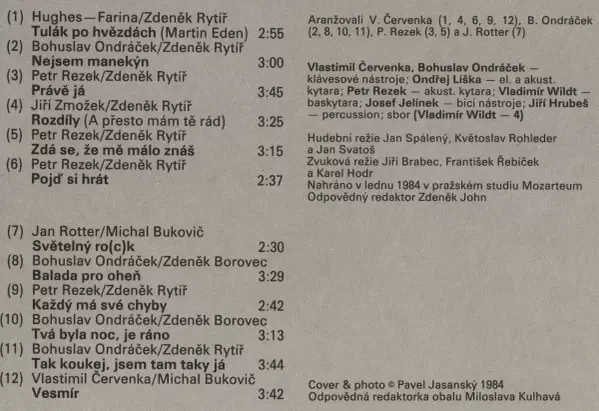 (1) Hughes—Farina/Zdeněk Rytíř
Tulák po hvězdách (Martin Eden) 2:55
(2) Bohuslav Ondráček/Zdeněk Rytíř
Nejsem manekýn 3:00
(3) Petr Rezek/Zdeněk Rytíř
Právě já 3:45
(4) Jiří Zmožek/Zdeněk Rytíř
Rozdíly (A přesto mám tě rád) 3:25
(5) Petr Rezek/Zdeněk Rytíř
Zdá se, že mě málo znáš 3:15
(6) Petr Rezek/Zdeněk Rytíř
Pojď si hrát 2:37
(7) Jan Rotter/Michal Bukovič
Světelný ro(c)k 2:30
(8) Bohuslav Ondráček/Zdeněk Borovec
Balada pro oheň 3:29
(9) Petr Rezek/Zdeněk Rytíř
Každý má své chyby 2:42
(10) Bohuslav Ondráček/Zdeněk Borovec
Tvá byla noc, je ráno 3:13
(11) Bohuslav Ondráček/Zdeněk Rytíř
Tak koukej, jsem tam taky já 3:44
(12) Vlastimil Červenka/Michal Bukovič
Vesmír 3:42
Aranžovali V. Červenka (1, 4, 6, 9, 12), B. Ondráček
(2, 8, 10, 11), P. Rezek (3, 5) a J. Rotter (7)
Vlastimil Červenka, Bohuslav Ondráček —
klávesové nástroje; Ondřej Liška — el. a akust.
kytara; Petr Rezek — akust. kytara; Vladimír Wildt —
baskytara; Josef Jelínek — bicí nástroje; Jiří Hrubeš
— percussion; sbor (Vladimír Wildt — 4)
Hudební režie Jan Spálený, Květoslav Rohleder
a Jan Svatoš
Zvuková režie Jiří Brabec, František Řebíček
a Karel Hodr
Nahráno v lednu 1984 v pražském studiu Mozarteum
Odpovědný redaktor Zdeněk John
Cover & photo © Pavel Jasanský 1984
Odpovědná redaktorka obalu Miloslava Kulhavá